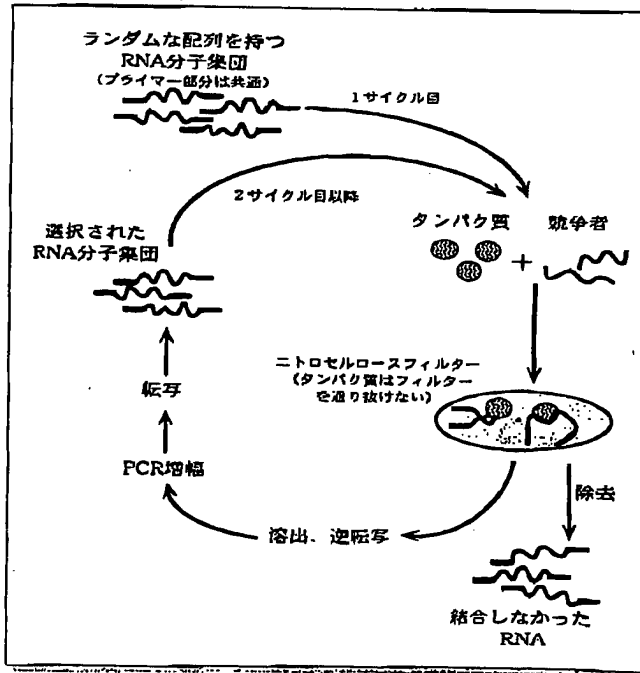 ランダムな配列を持つ
RNA分子集団
(プライマー部分は共通)
1サイクル目
2サイクル目以降
選択された
RNA分子集団
タンパク質
競争者
+
ニトロセルロースフィルター
(タンパク質はフィルター
を通り抜けない)
転写
PCR増幅
溶出、逆転写
除去
結合しなかった
RNA